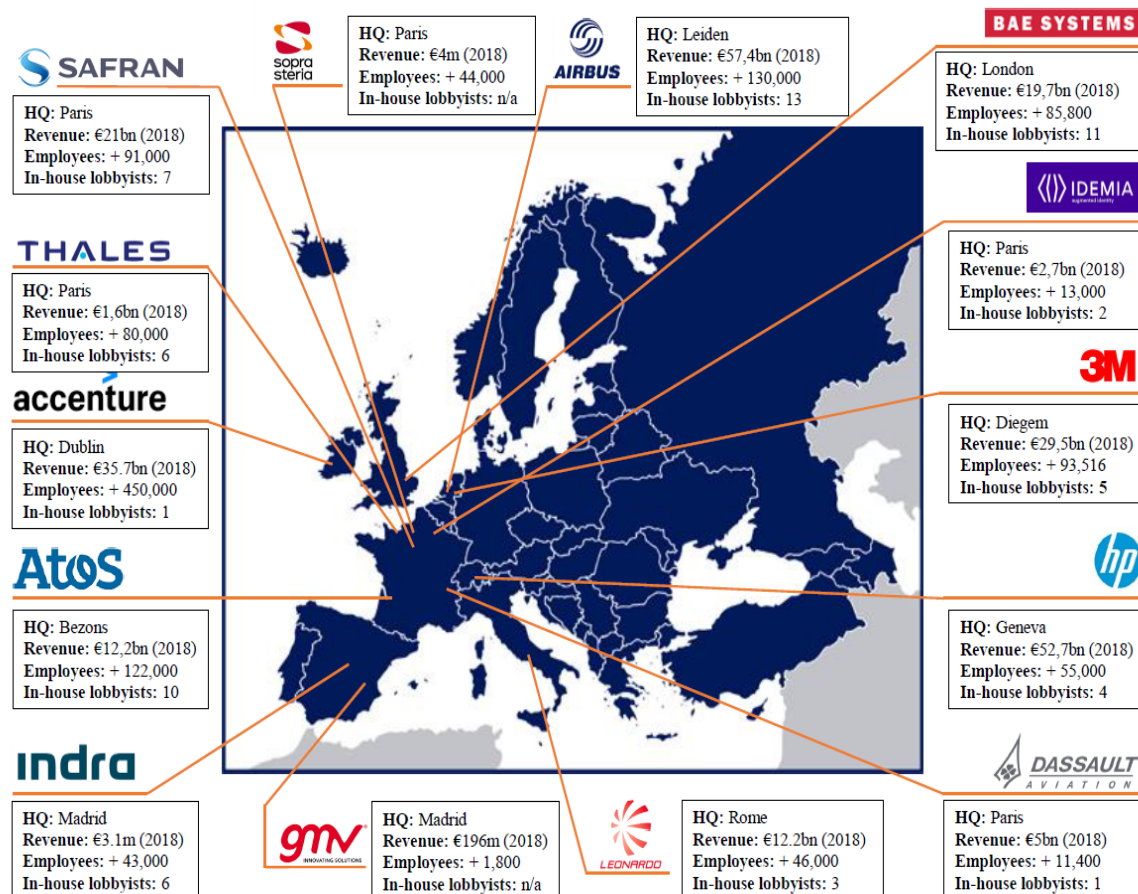 SAFRAN
HQ: Paris
Revenue: €21bn (2018)
Employees: + 91,000
In-house lobbyists: 7
sopra
steria
HQ: Paris
Revenue: €4m (2018)
Employees: + 44,000
In-house lobbyists: n/a
AIRBUS
HQ: Leiden
Revenue: €57,4bn (2018)
Employees: + 130,000
In-house lobbyists: 13
BAE SYSTEMS
HQ: London
Revenue: €19,7bn (2018)
Employees: + 85,800
In-house lobbyists: 11
THALES
HQ: Paris
Revenue: €1,6bn (2018)
Employees: + 80,000
In-house lobbyists: 6
IDEMIA
augmented identity
HQ: Paris
Revenue: €2,7bn (2018)
Employees: + 13,000
In-house lobbyists: 2
accenture
HQ: Dublin
Revenue: €35.7bn (2018)
Employees: + 450,000
In-house lobbyists: 1
3M
HQ: Diegem
Revenue: €29,5bn (2018)
Employees: + 93,516
In-house lobbyists: 5
Atos
HQ: Bezons
Revenue: €12,2bn (2018)
Employees: + 122,000
In-house lobbyists: 10
hp
HQ: Geneva
Revenue: €52,7bn (2018)
Employees: + 55,000
In-house lobbyists: 4
indra
HQ: Madrid
Revenue: €3.1m (2018)
Employees: + 43,000
In-house lobbyists: 6
gmv
INNOVATING SOLUTIONS
HQ: Madrid
Revenue: €196m (2018)
Employees: + 1,800
In-house lobbyists: n/a
LEONARDO
HQ: Rome
Revenue: €12.2bn (2018)
Employees: + 46,000
In-house lobbyists: 3
DASSAULT
AVIATION
HQ: Paris
Revenue: €5bn (2018)
Employees: + 11,400
In-house lobbyists: 1